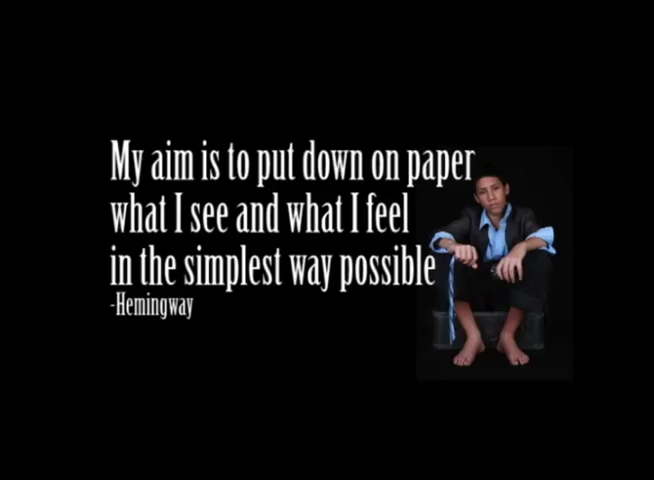 My aim is to put down on paper
what I see and what I feel
in the simplest way possible
-Hemingway